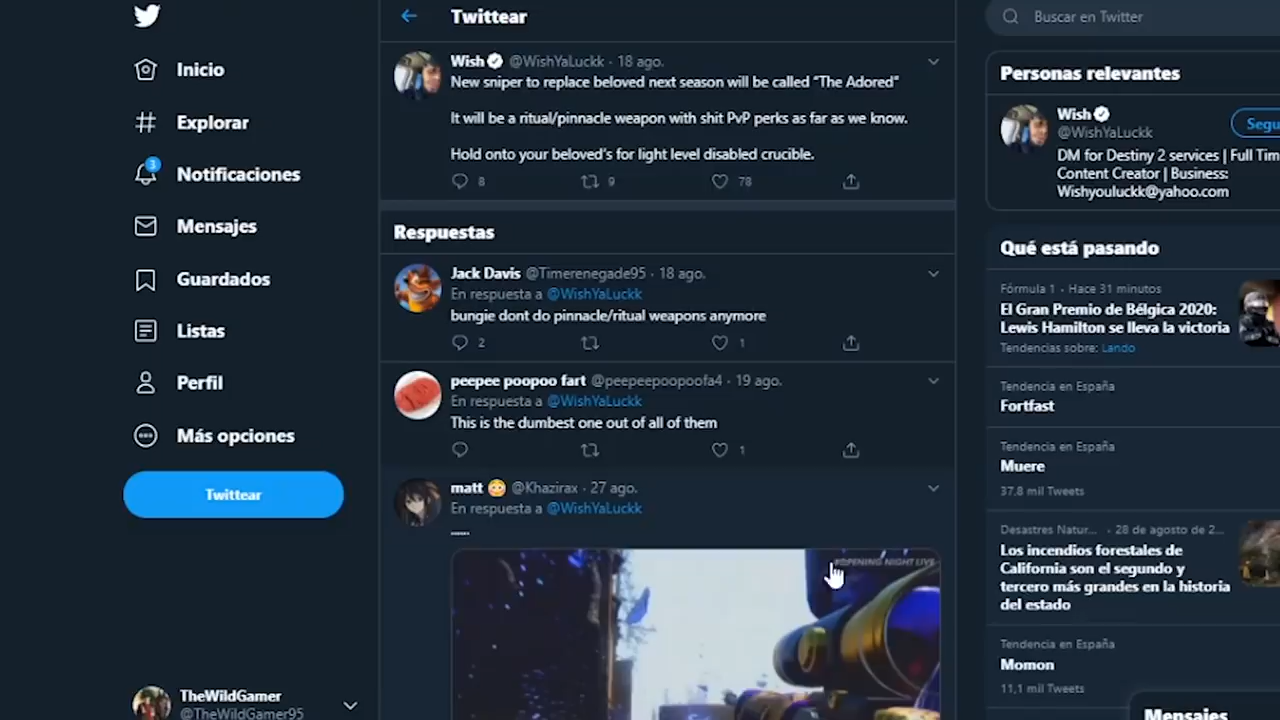 Inicio
Explorar
3
Notificaciones
Mensajes
Guardados
Listas
Perfil
Más opciones
Twittear
TheWildGamer
@TheWildGamer95
Twittear
Wish @WishYaLuckk · 18 ago.
New sniper to replace beloved next season will be called “The Adored”
It will be a ritual/pinnacle weapon with shit PvP perks as far as we know.
Hold onto your beloved's for light level disabled crucible.
8 9 78
Respuestas
Jack Davis @Timerenegade95 · 18 ago.
En respuesta a @WishYaLuckk
bungie dont do pinnacle/ritual weapons anymore
2 1
peepee poopoo fart @peepeepoopoofa4 · 19 ago.
En respuesta a @WishYaLuckk
This is the dumbest one out of all of them
1
matt @Khazirax · 27 ago.
En respuesta a @WishYaLuckk
OPENING NIGHT LIVE
Buscar en Twitter
Personas relevantes
Wish
@WishYaLuckk
Segu
DM for Destiny 2 services | Full Tim
Content Creator | Business:
Wishyouluckk@yahoo.com
Qué está pasando
Fórmula 1 · Hace 31 minutos
El Gran Premio de Bélgica 2020:
Lewis Hamilton se lleva la victoria
Tendencias sobre: Lando
Tendencia en España
Fortfast
Tendencia en España
Muere
37,8 mil Tweets
Desastres Natur... · 28 de agosto de 2...
Los incendios forestales de
California son el segundo y
tercero más grandes en la historia
del estado
Tendencia en España
Momon
11,1 mil Tweets
Mensajes